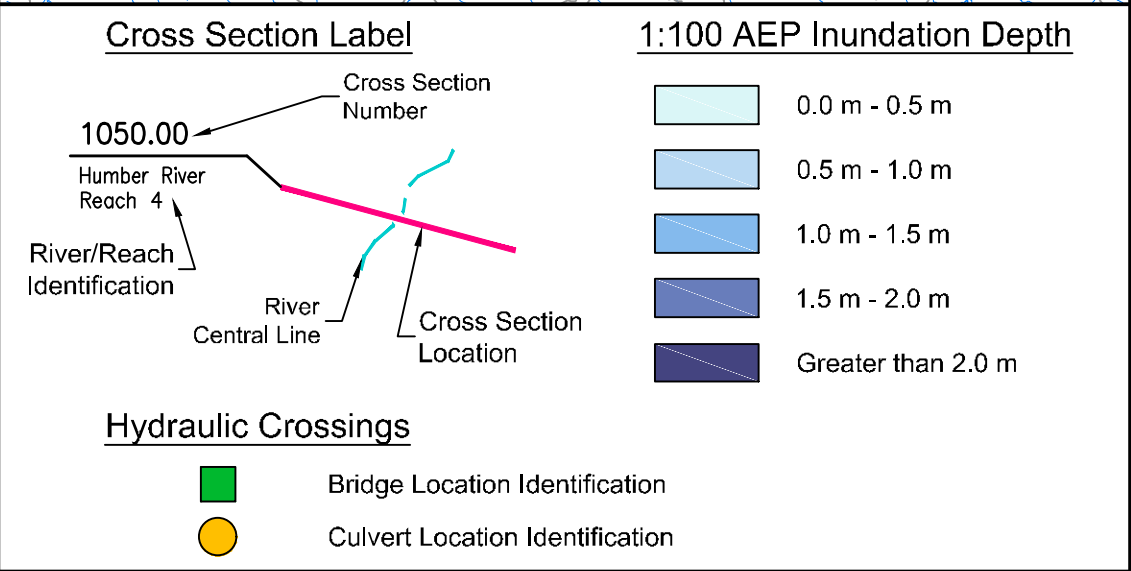 Cross Section Label
Cross Section
Number
1050.00
Humber River
Reach 4
River/Reach
Identification
River
Central Line
Cross Section
Location
1:100 AEP Inundation Depth
0.0 m - 0.5 m
0.5 m - 1.0 m
1.0 m - 1.5 m
1.5 m - 2.0 m
Greater than 2.0 m
Hydraulic Crossings
Bridge Location Identification
Culvert Location Identification